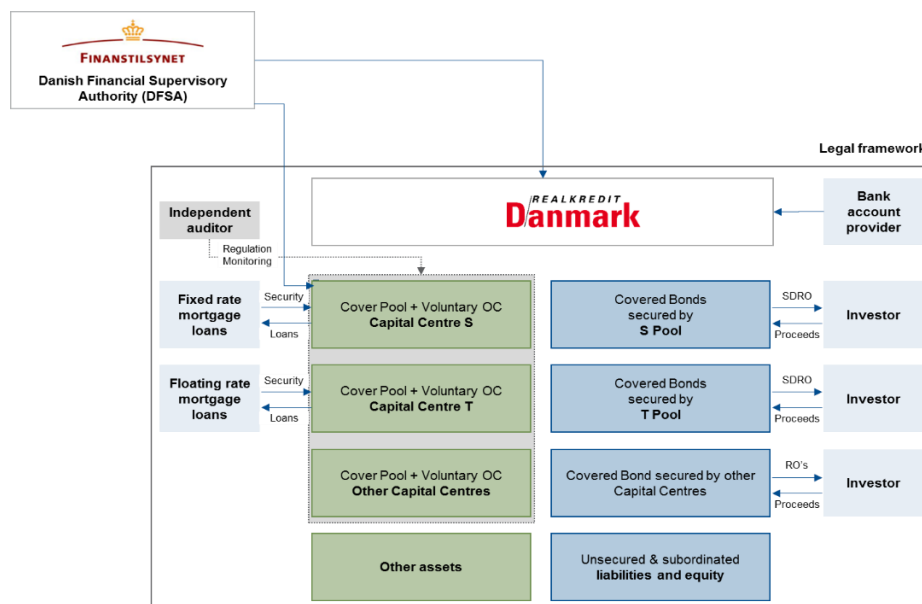 FINANSTILSYNET
Danish Financial Supervisory
Authority (DFSA)
Legal framework
REALKREDIT
Danmark
Bank
account
provider
Independent
auditor
Regulation
Monitoring
Fixed rate
mortgage
loans
Security
Loans
Cover Pool + Voluntary OC
Capital Centre S
Covered Bonds
secured by
S Pool
SDRO
Proceeds
Investor
Floating rate
mortgage
loans
Security
Loans
Cover Pool + Voluntary OC
Capital Centre T
Covered Bonds
secured by
T Pool
SDRO
Proceeds
Investor
Cover Pool + Voluntary OC
Other Capital Centres
Covered Bond secured by other
Capital Centres
RO's
Proceeds
Investor
Other assets
Unsecured & subordinated
liabilities and equity